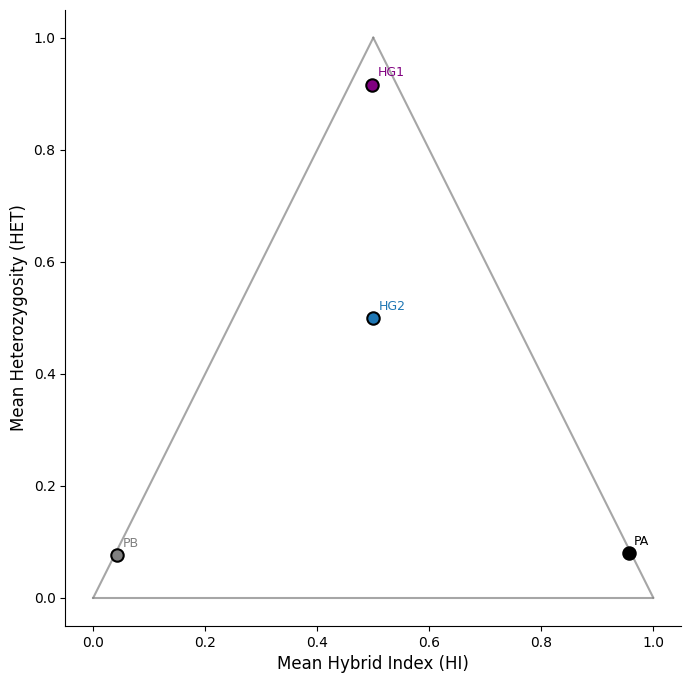 1.0
HG1
0.8
0.6
HG2
0.4
0.2
PB
PA
0.0
0.0 0.2 0.4 0.6 0.8 1.0
Mean Hybrid Index (HI)
Mean Heterozygosity (HET)